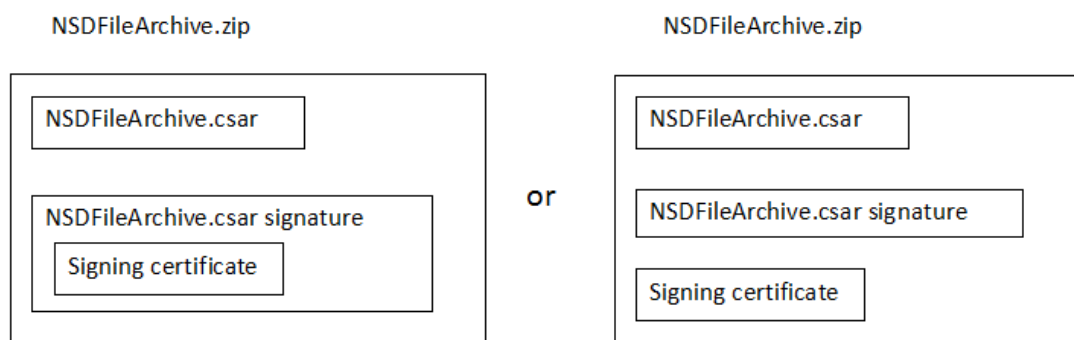 NSDFileArchive.zip
NSDFileArchive.csar
NSDFileArchive.csar signature
Signing certificate
or
NSDFileArchive.zip
NSDFileArchive.csar
NSDFileArchive.csar signature
Signing certificate